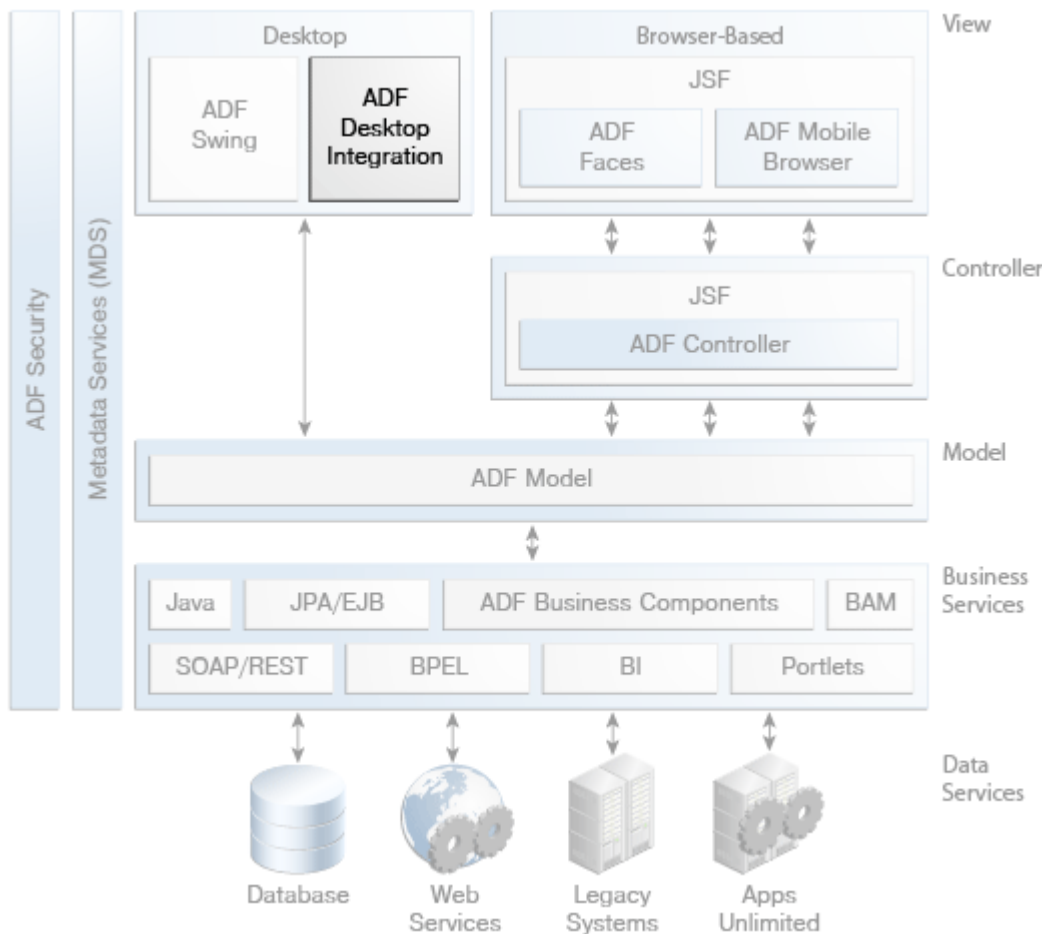 Desktop
Browser-Based
View
ADF
Swing
ADF
Desktop
Integration
JSF
ADF
Faces
ADF Mobile
Browser
Controller
JSF
ADF Controller
ADF Security
Metadata Services (MDS)
Model
ADF Model
Business
Services
Java
JPA/EJB
ADF Business Components
BAM
SOAP/REST
BPEL
BI
Portlets
Data
Services
Database
Web
Services
Legacy
Systems
Apps
Unlimited